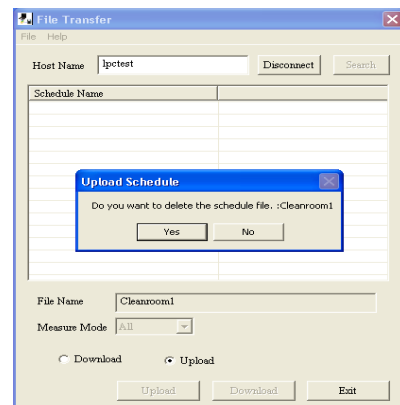 File Transfer
File Help
Host Name lpctest Disconnect Search
Schedule Name
Upload Schedule
Do you want to delete the schedule file. :Cleanroom1
Yes No
File Name Cleanroom1
Measure Mode All
Download Upload
Upload Download Exit